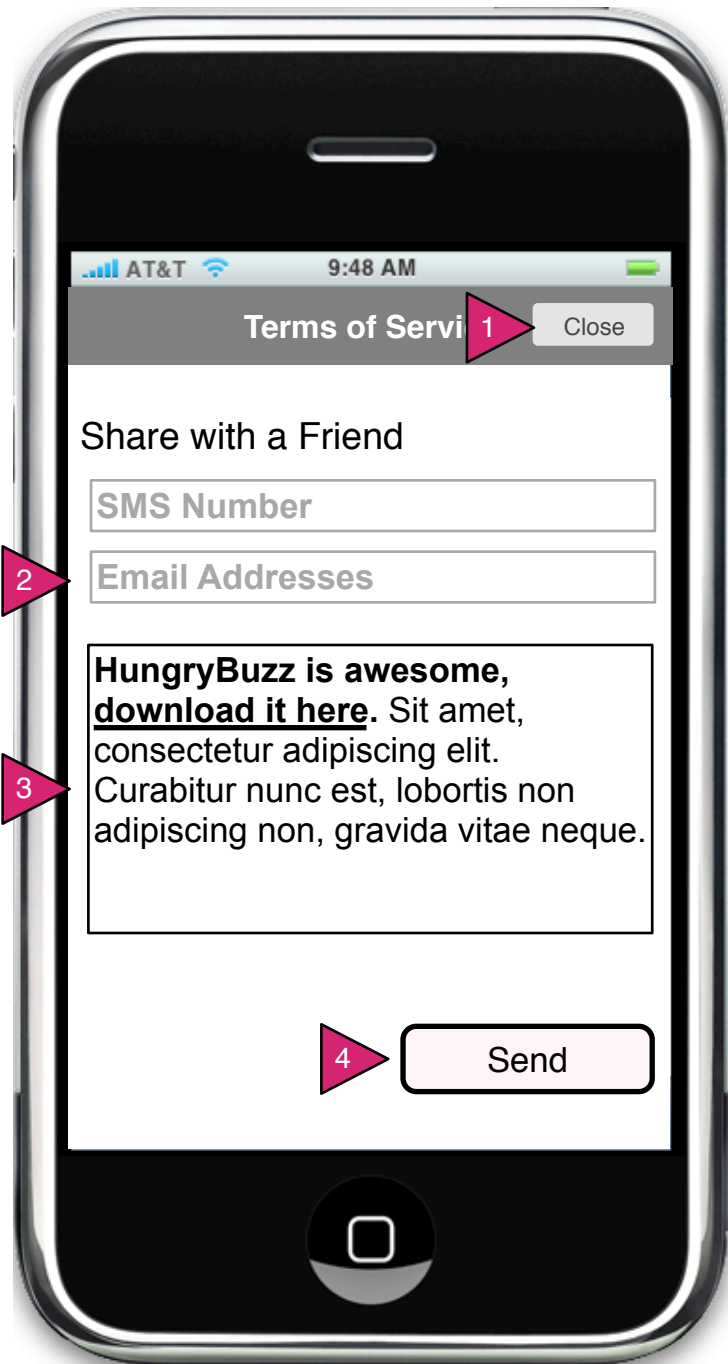 AT&T 9:48 AM
Terms of Servi 1 Close
Share with a Friend
SMS Number
2 Email Addresses
HungryBuzz is awesome,
download it here. Sit amet,
consectetur adipiscing elit.
3 Curabitur nunc est, lobortis non
adipiscing non, gravida vitae neque.
4 Send